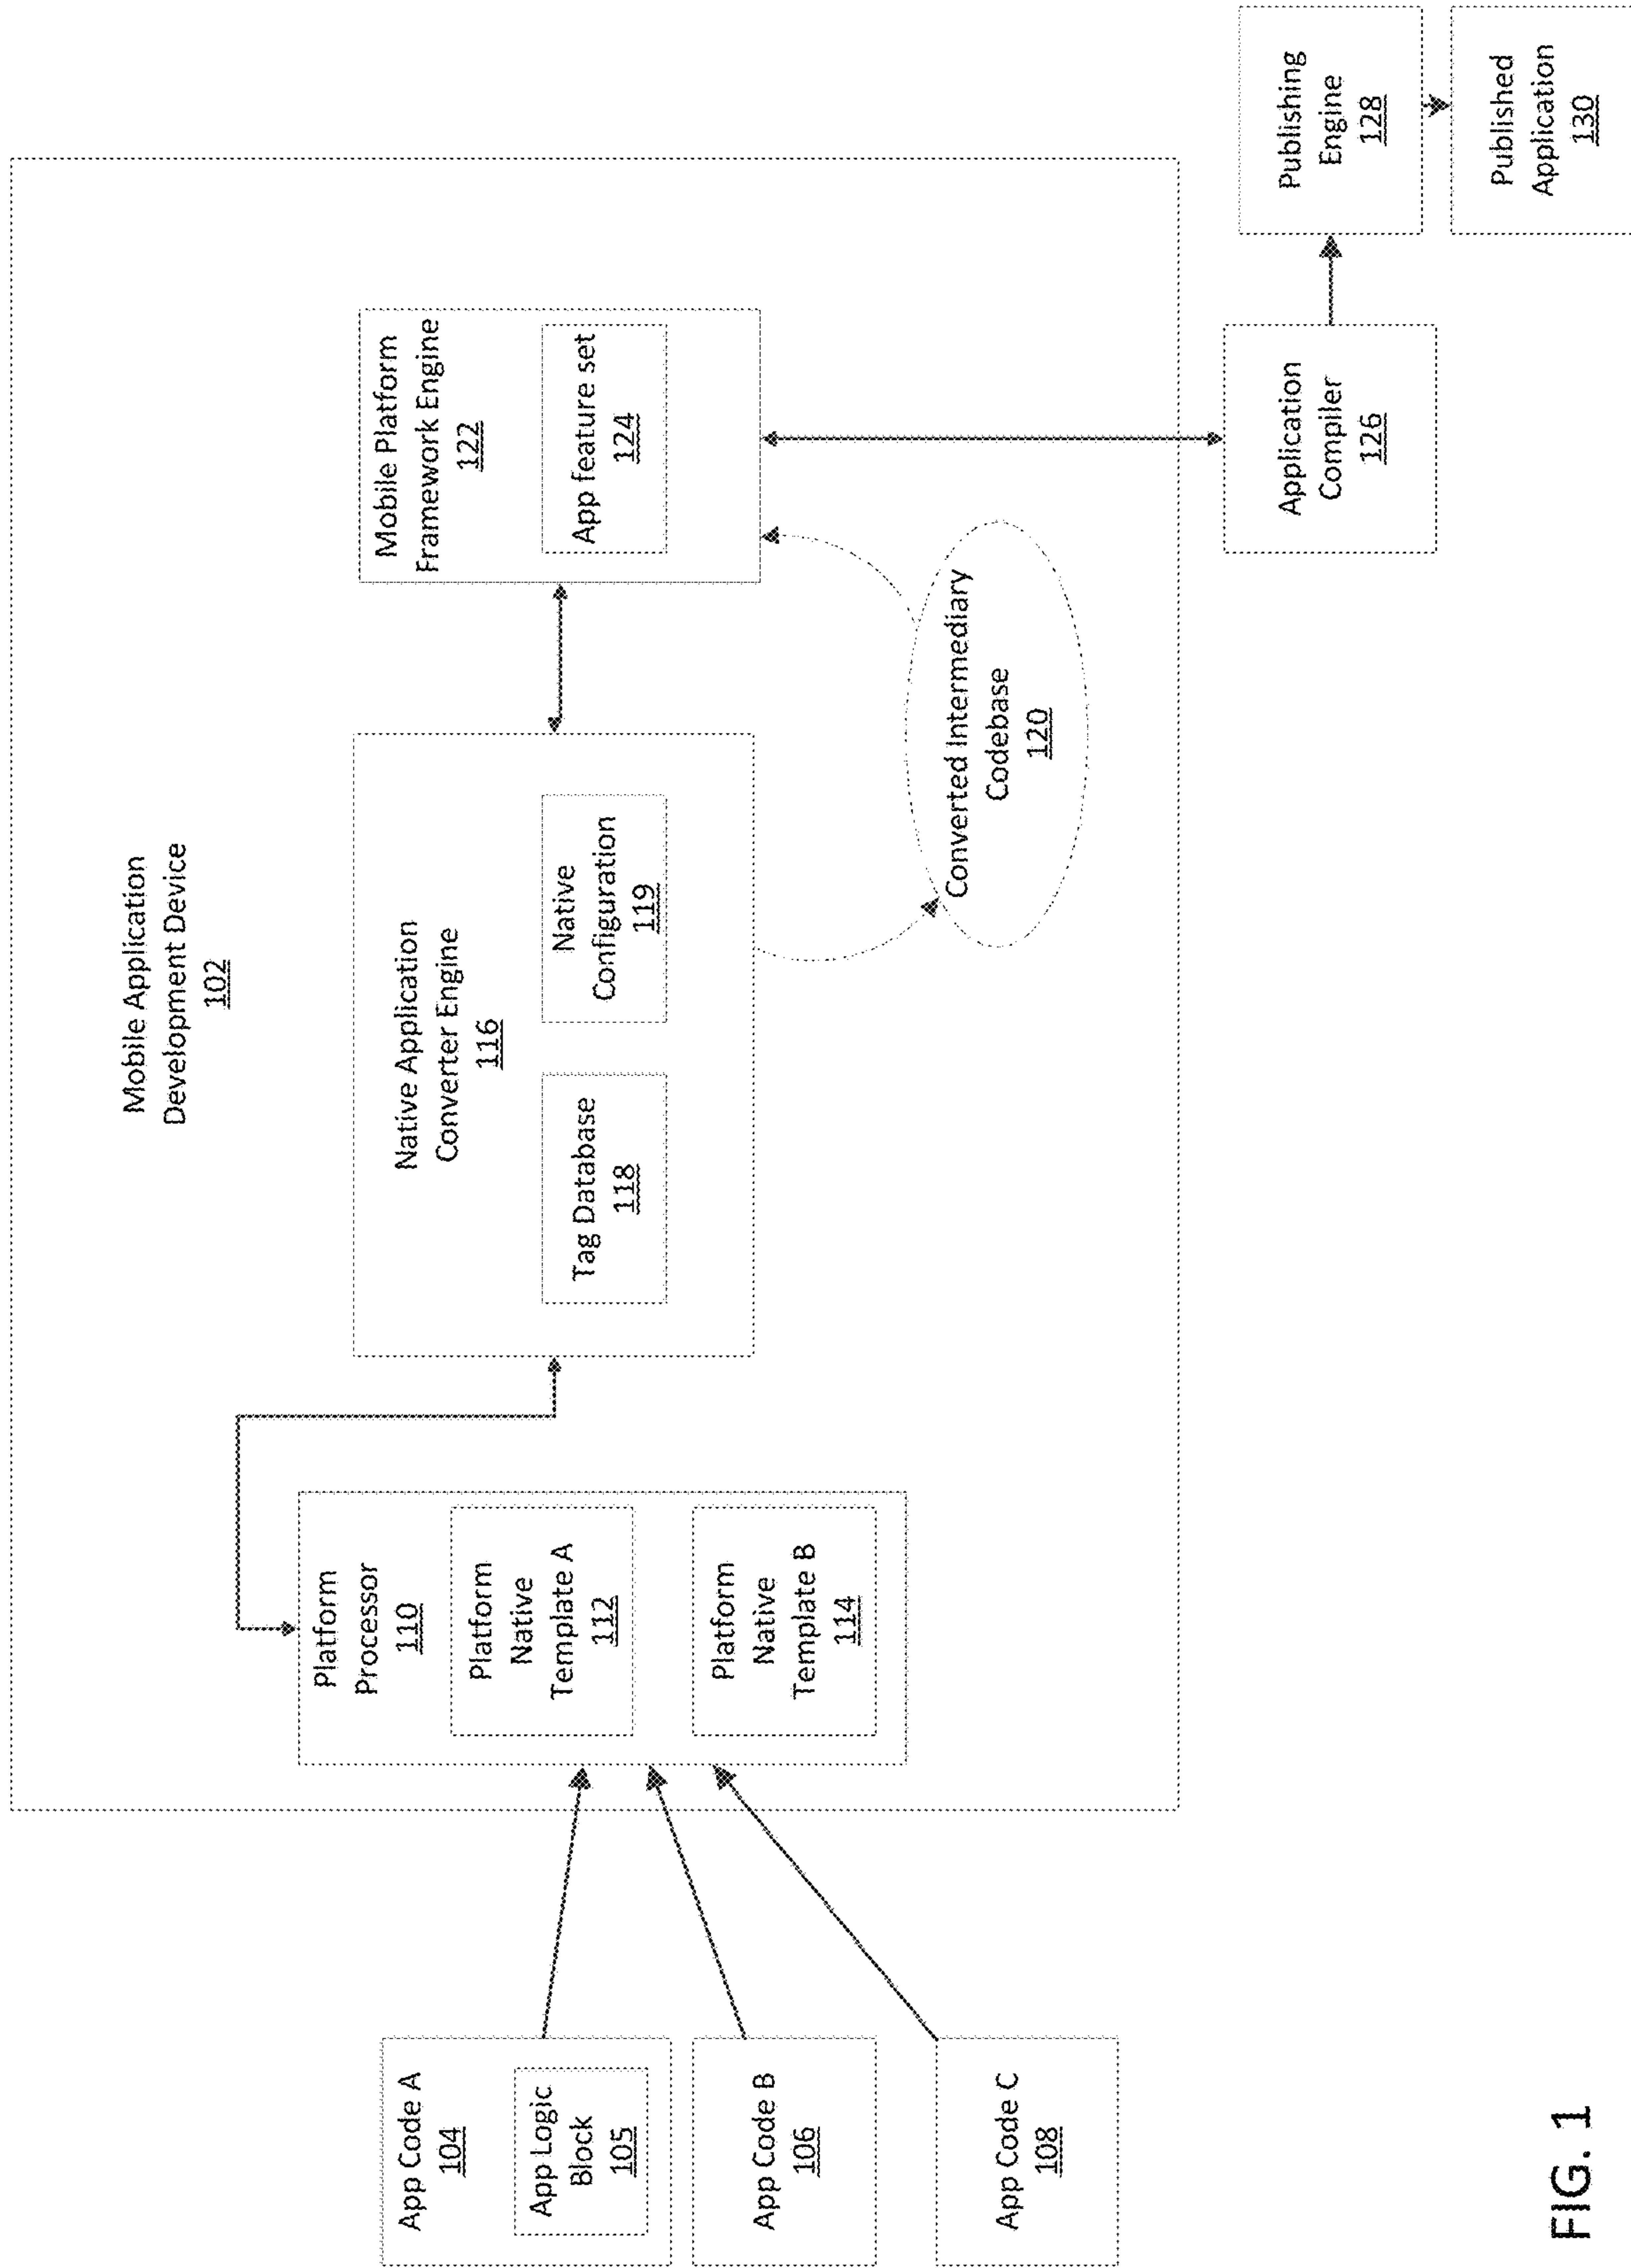 Mobile Application
Development Device
102
App Code A
104
App Logic
Block
105
App Code B
106
App Code C
108
Platform
Processor
110
Platform
Native
Template A
112
Platform
Native
Template B
114
Native Application
Converter Engine
116
Tag Database
118
Native
Configuration
119
Converted Intermediary
Codebase
120
Mobile Platform
Framework Engine
122
App feature set
124
Application
Compiler
126
Publishing
Engine
128
Published
Application
130
FIG. 1